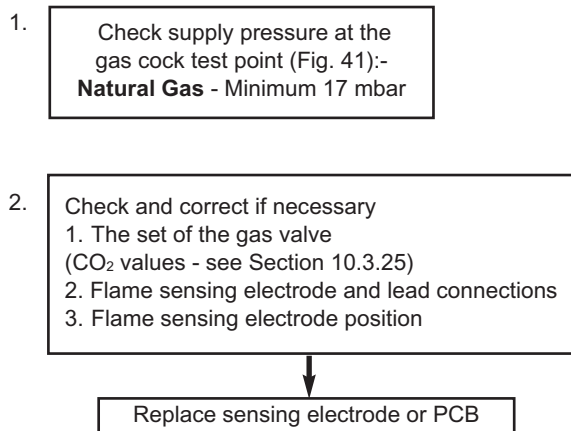 1.
Check supply pressure at the
gas cock test point (Fig. 41):-
Natural Gas - Minimum 17 mbar
2.
Check and correct if necessary
1. The set of the gas valve
(CO₂ values - see Section 10.3.25)
2. Flame sensing electrode and lead connections
3. Flame sensing electrode position
Replace sensing electrode or PCB